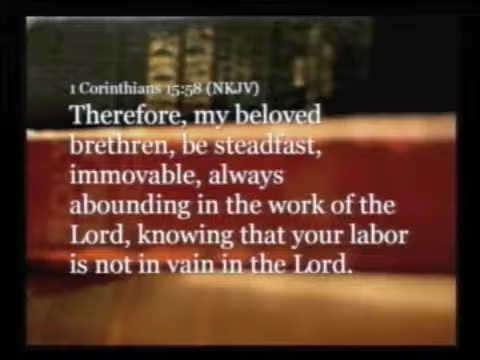 1 Corinthians 15:58 (NKJV)
Therefore, my beloved
brethren, be steadfast,
immovable, always
abounding in the work of the
Lord, knowing that your labor
is not in vain in the Lord.